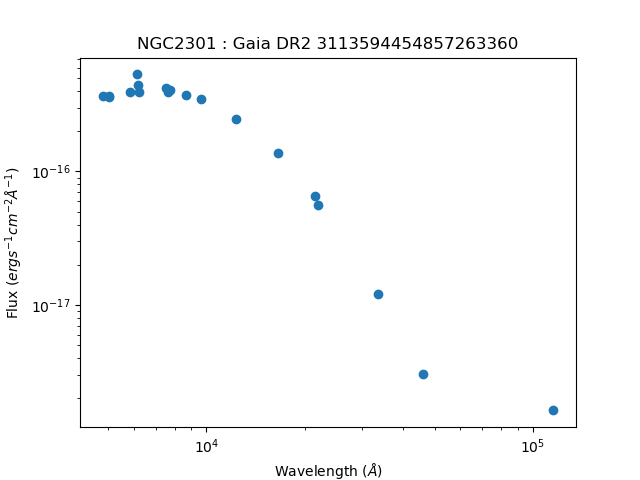 NGC2301 : Gaia DR2 3113594454857263360
Flux (ergs⁻¹cm⁻²Å⁻¹)
10⁻¹⁶
10⁻¹⁷
10⁴
10⁵
Wavelength (Å)